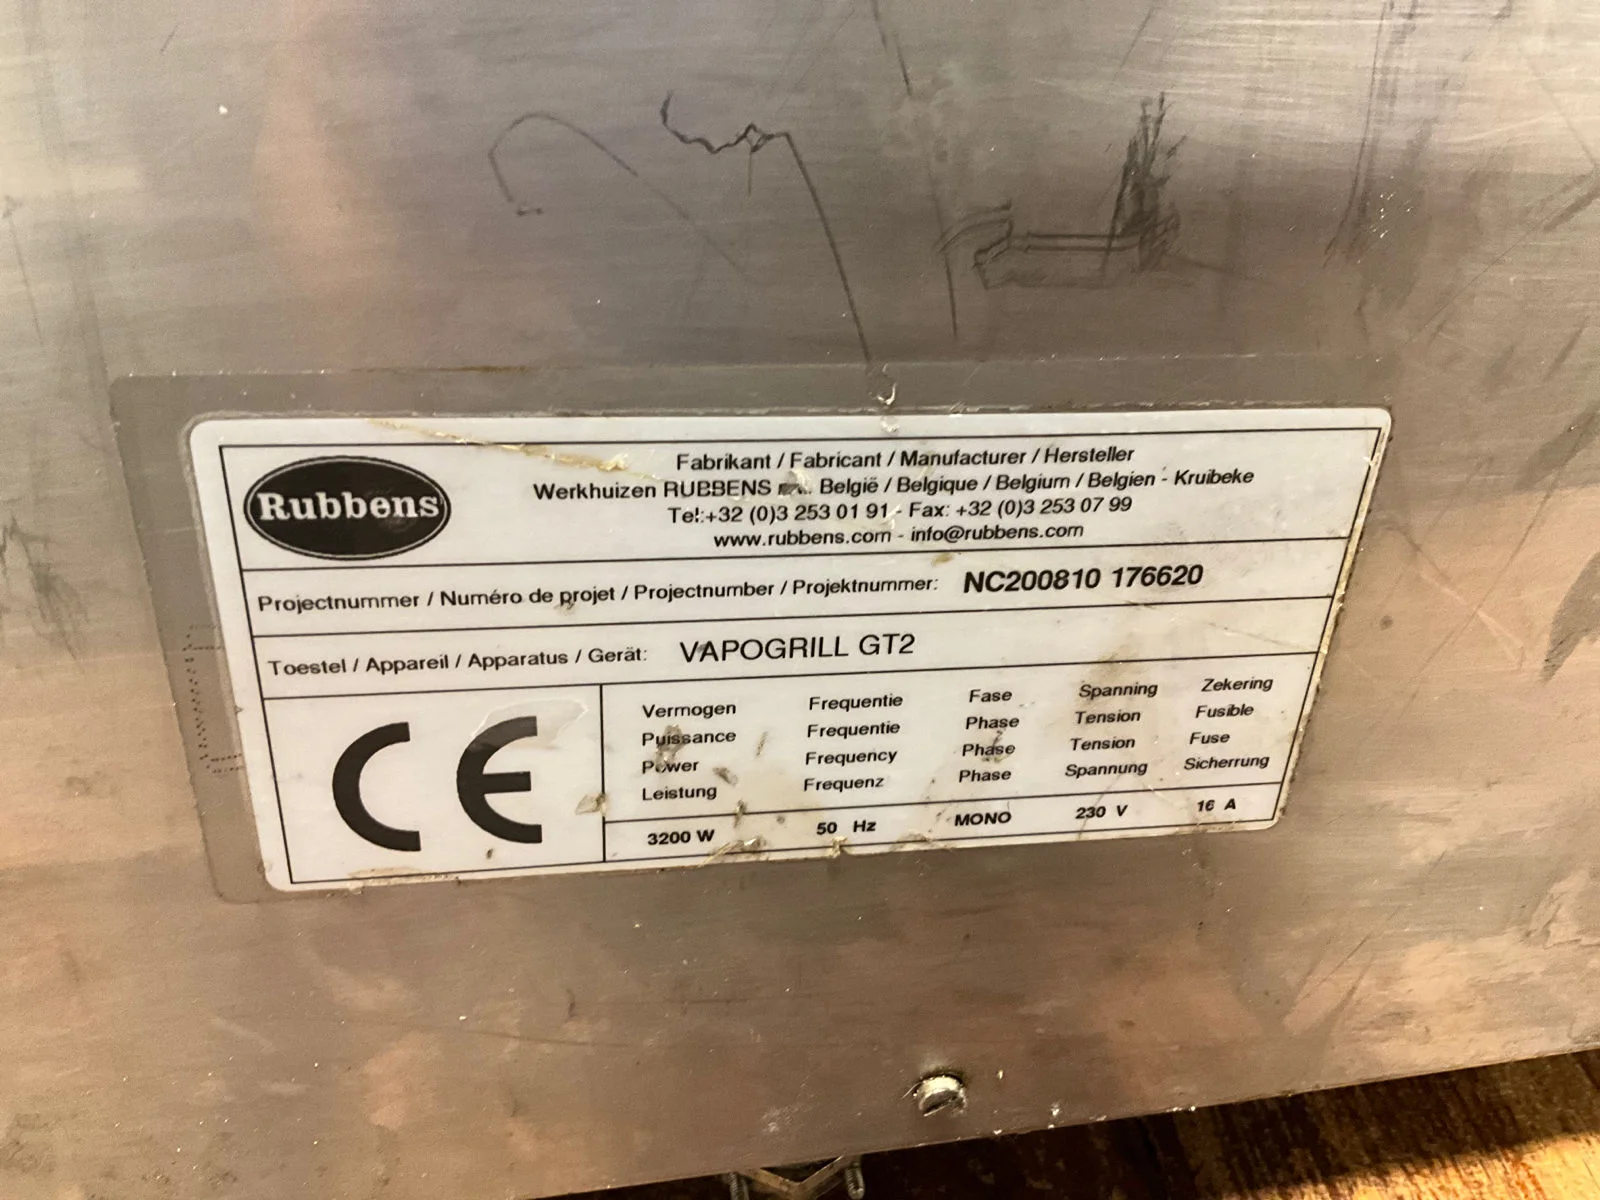 Rubbens
Fabrikant / Fabricant / Manufacturer / Hersteller
Werkhuizen RUBBENS België / Belgique / Belgium / Belgien - Kruibeke
Tel.:+32 (0)3 253 01 91 - Fax: +32 (0)3 253 07 99
www.rubbens.com - info@rubbens.com
Projectnummer / Numéro de projet / Projectnumber / Projektnummer: NC200810 176620
Toestel / Appareil / Apparatus / Gerät: VAPOGRILL GT2
CE
Vermogen Frequentie Fase Spanning Zekering
Puissance Frequentie Phase Tension Fusible
Power Frequency Phase Tension Fuse
Leistung Frequenz Phase Spannung Sicherrung
3200 W 50 Hz MONO 230 V 16 A